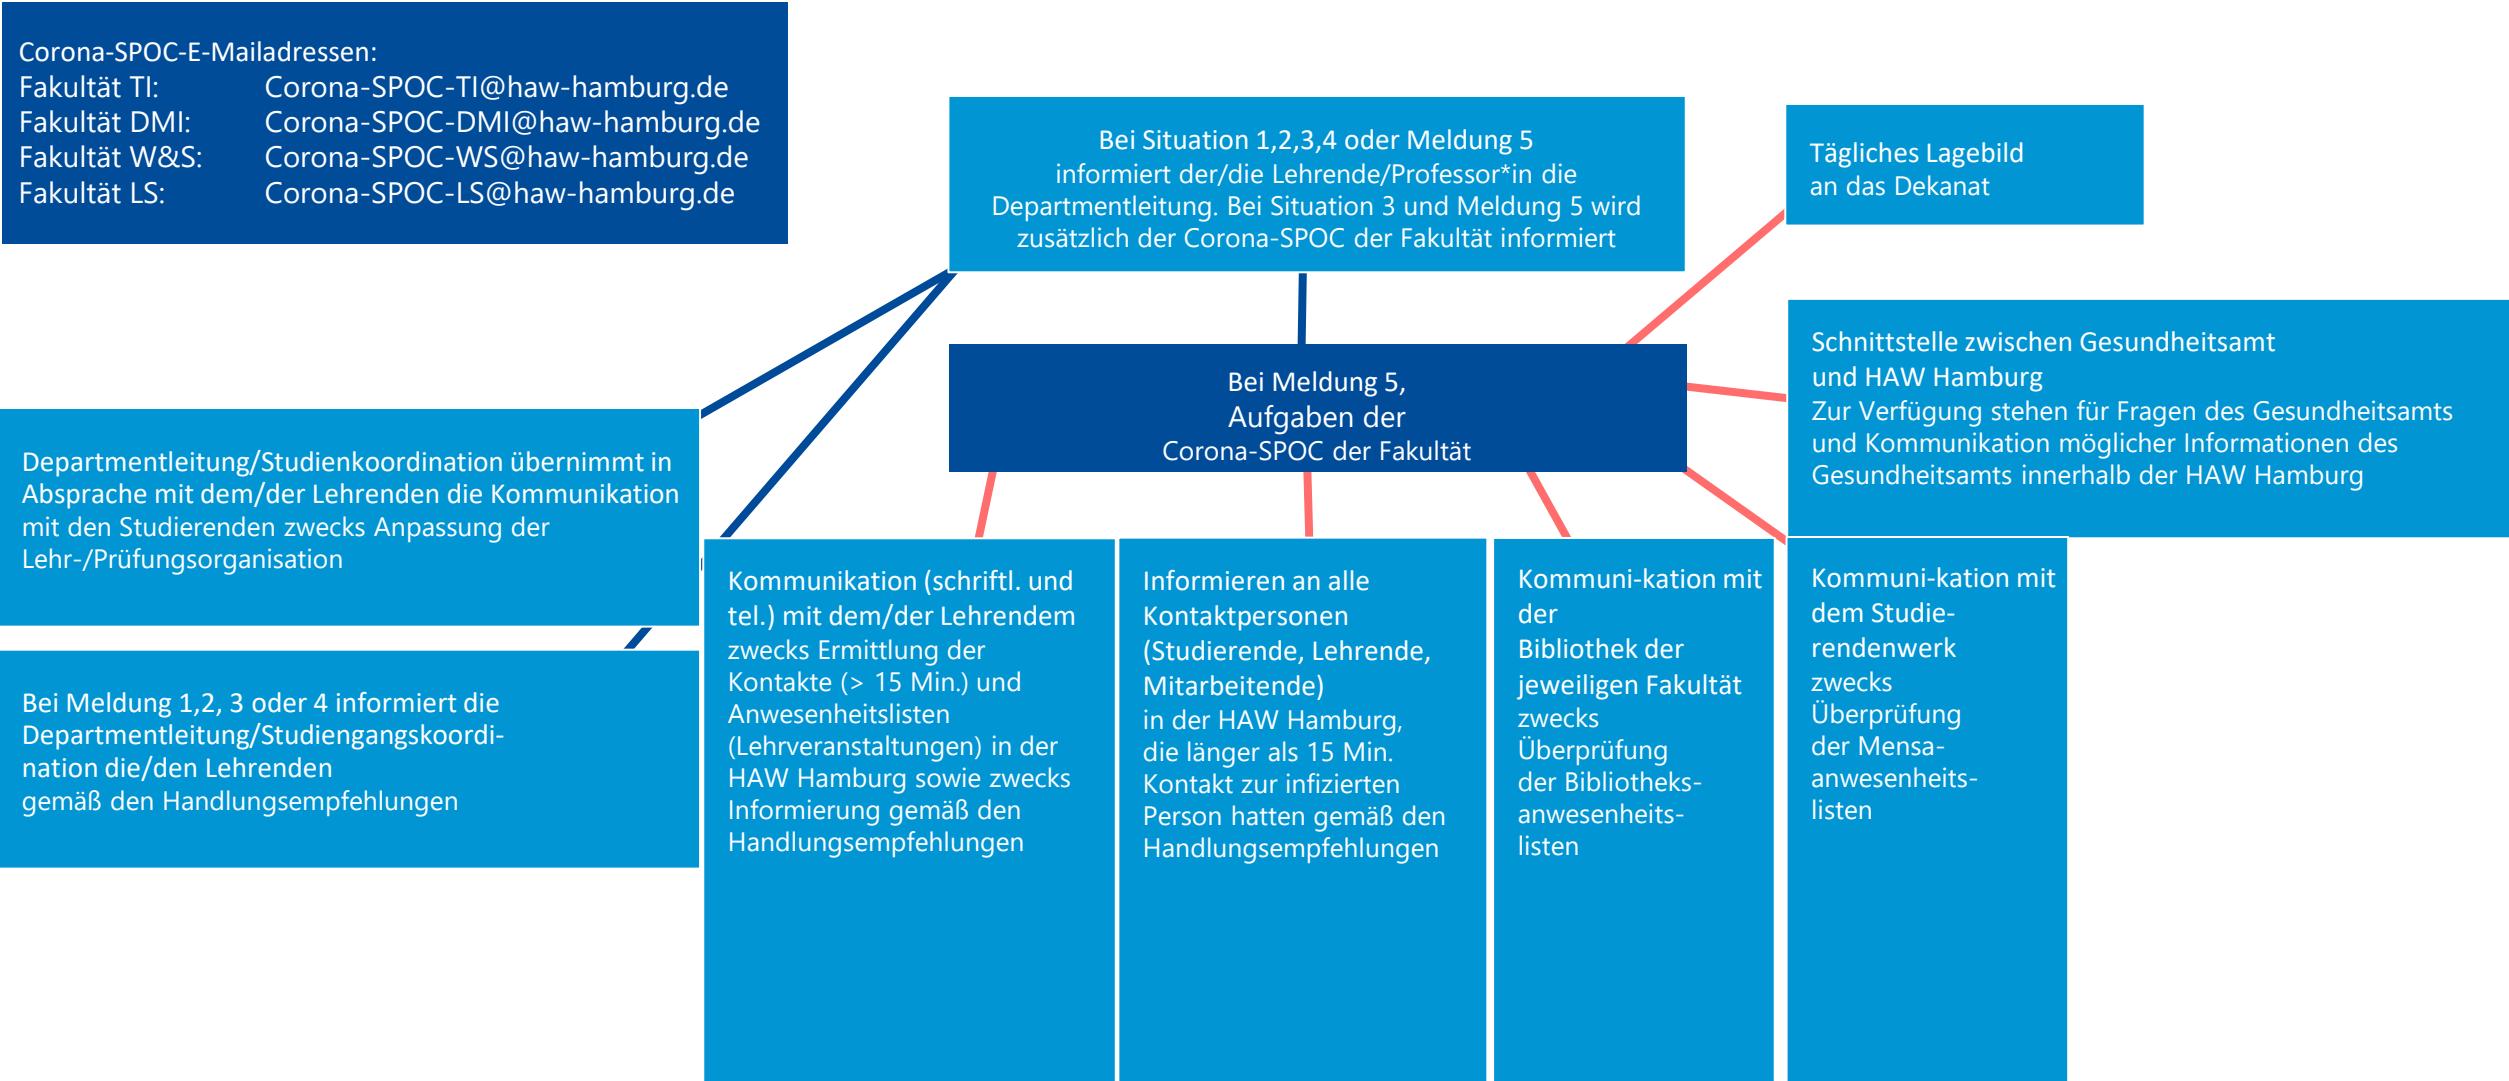 Corona-SPOC-E-Mailadressen:
Fakultät TI: Corona-SPOC-TI@haw-hamburg.de
Fakultät DMI: Corona-SPOC-DMI@haw-hamburg.de
Fakultät W&S: Corona-SPOC-WS@haw-hamburg.de
Fakultät LS: Corona-SPOC-LS@haw-hamburg.de
Bei Situation 1,2,3,4 oder Meldung 5
informiert der/die Lehrende/Professor*in die
Departmentleitung. Bei Situation 3 und Meldung 5 wird
zusätzlich der Corona-SPOC der Fakultät informiert
Tägliches Lagebild
an das Dekanat
Bei Meldung 5,
Aufgaben der
Corona-SPOC der Fakultät
Schnittstelle zwischen Gesundheitsamt
und HAW Hamburg
Zur Verfügung stehen für Fragen des Gesundheitsamts
und Kommunikation möglicher Informationen des
Gesundheitsamts innerhalb der HAW Hamburg
Departmentleitung/Studienkoordination übernimmt in
Absprache mit dem/der Lehrenden die Kommunikation
mit den Studierenden zwecks Anpassung der
Lehr-/Prüfungsorganisation
Bei Meldung 1,2, 3 oder 4 informiert die
Departmentleitung/Studiengangskoordi-
nation die/den Lehrenden
gemäß den Handlungsempfehlungen
Kommunikation (schriftl. und
tel.) mit dem/der Lehrendem
zwecks Ermittlung der
Kontakte (> 15 Min.) und
Anwesenheitslisten
(Lehrveranstaltungen) in der
HAW Hamburg sowie zwecks
Informierung gemäß den
Handlungsempfehlungen
Informieren an alle
Kontaktpersonen
(Studierende, Lehrende,
Mitarbeitende)
in der HAW Hamburg,
die länger als 15 Min.
Kontakt zur infizierten
Person hatten gemäß den
Handlungsempfehlungen
Kommuni-kation mit
der
Bibliothek der
jeweiligen Fakultät
zwecks
Überprüfung
der Bibliotheks-
anwesenheits-
listen
Kommuni-kation mit
dem Studie-
rendenwerk
zwecks
Überprüfung
der Mensa-
anwesenheits-
listen